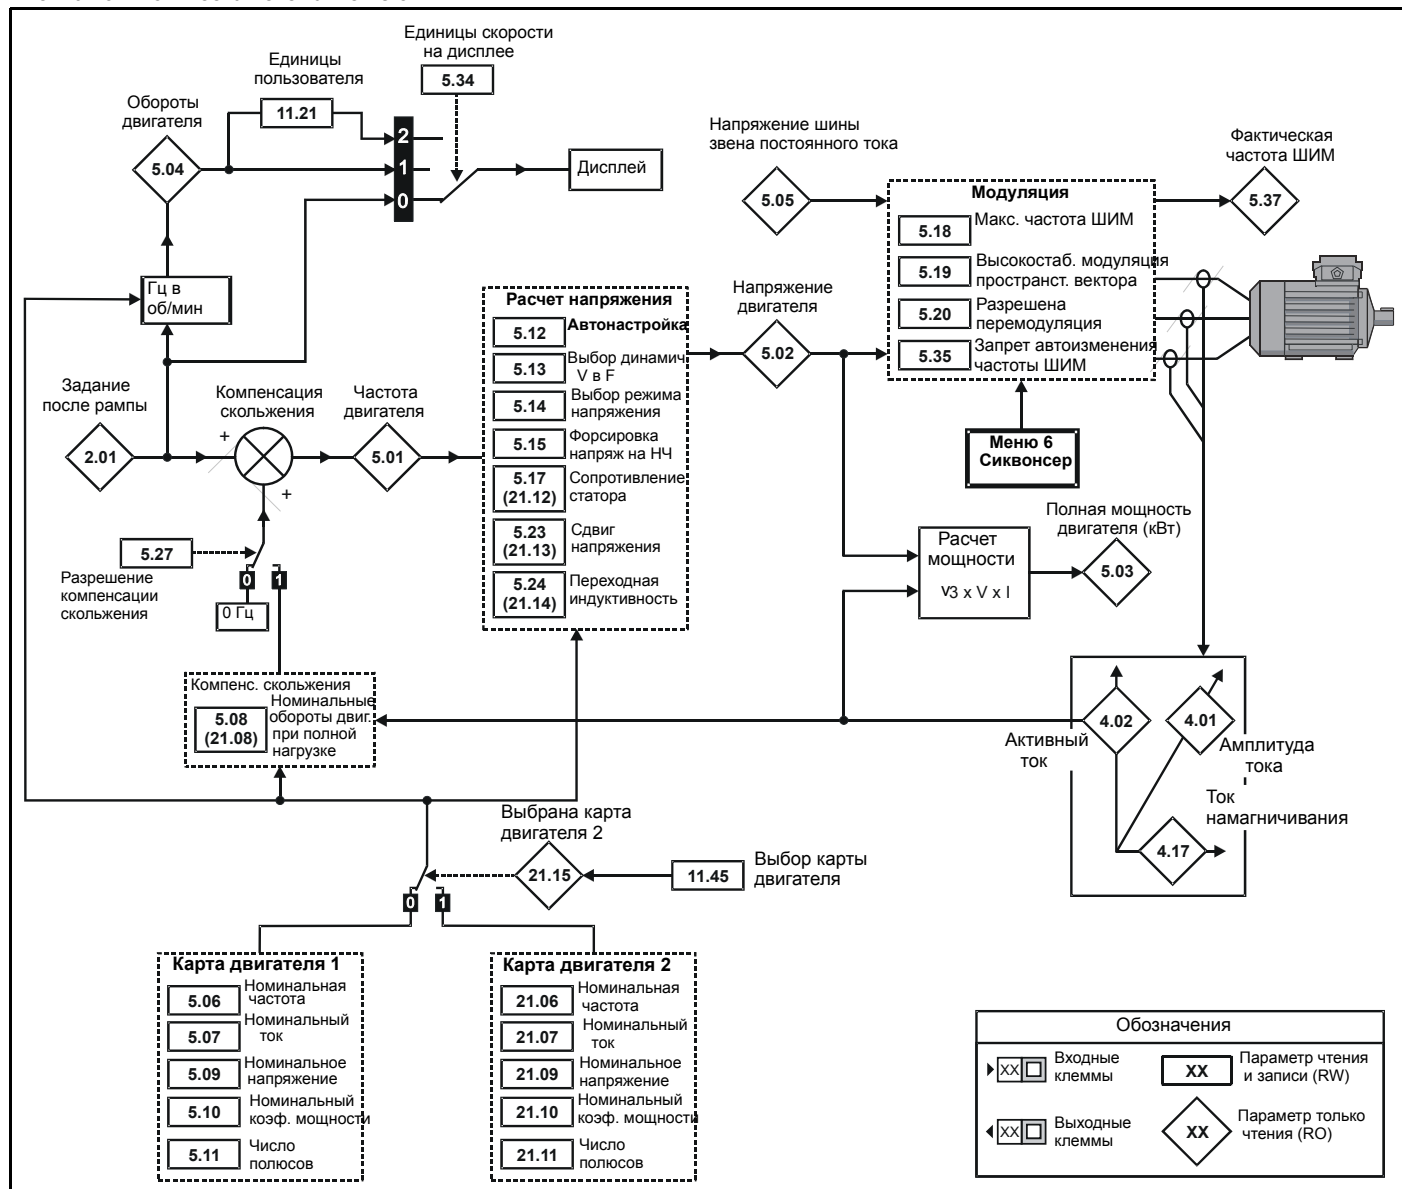 Единицы скорости
на дисплее
5.34
Единицы
пользователя
11.21
Обороты
двигателя
5.04
2
1
0
Дисплей
Напряжение шины
звена постоянного тока
5.05
Фактическая
частота ШИМ
5.37
Модуляция
5.18 Макс. частота ШИМ
5.19 Высокостаб. модуляция
пространст. вектора
5.20 Разрешена
перемодуляция
5.35 Запрет автоизменения
частоты ШИМ
Гц в
об/мин
Расчет напряжения
5.12 Автонастройка
5.13 Выбор динамич
V в F
5.14 Выбор режима
напряжения
5.15 Форсировка
напряж на НЧ
5.17
(21.12)
Сопротивление
статора
5.23
(21.13)
Сдвиг
напряжения
5.24
(21.14)
Переходная
индуктивность
Напряжение
двигателя
5.02
Задание
после рампы
2.01
+
Компенсация
скольжения
+
Частота
двигателя
5.01
Меню 6
Сиквонсер
5.27
Разрешение
компенсации
скольжения
0
1
0 Гц
Расчет
мощности
v3 x V x I
Полная мощность
двигателя (кВт)
5.03
Компенс. скольжения
5.08
(21.08)
Номинальные
обороты двиг.
при полной
нагрузке
4.02
Активный
ток
4.01
Амплитуда
тока
Ток
намагничивания
4.17
Выбрана карта
двигателя 2
21.15
11.45
Выбор карты
двигателя
0
1
Карта двигателя 1
5.06 Номинальная
частота
5.07 Номинальный
ток
5.09 Номинальное
напряжение
5.10 Номинальный
коэф. мощности
5.11 Число
полюсов
Карта двигателя 2
21.06 Номинальная
частота
21.07 Номинальный
ток
21.09 Номинальное
напряжение
21.10 Номинальный
коэф. мощности
21.11 Число
полюсов
Обозначения
XX Входные
клеммы
XX Параметр чтения
и записи (RW)
XX Выходные
клеммы
XX Параметр только
чтения (RO)